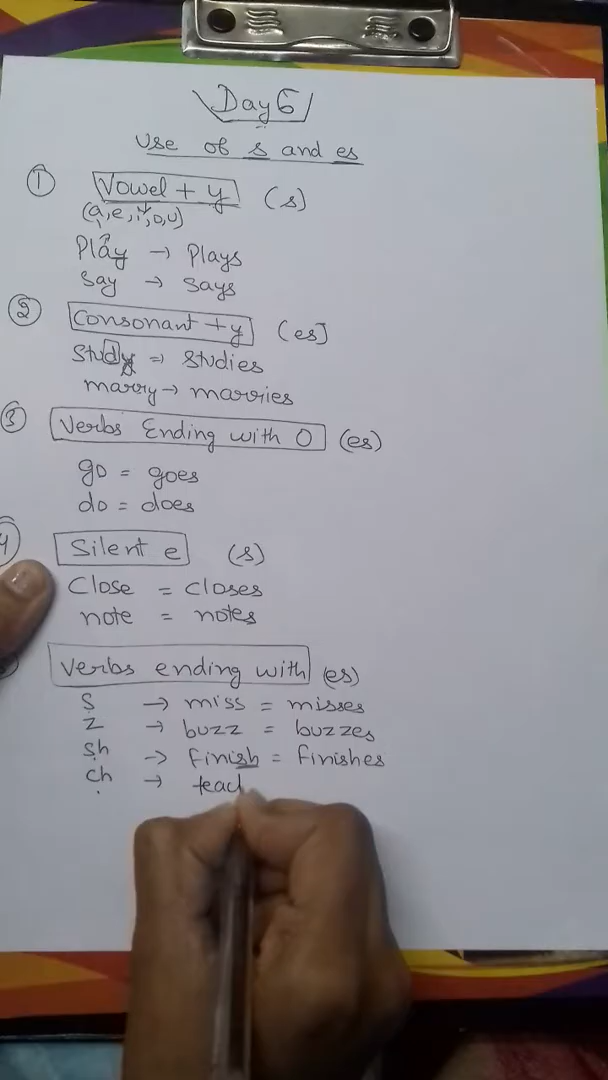 Day 6
Use of s and es
① Vowel + y (s)
(a, e, i, o, u)
Play → Plays
Say → Says
② Consonant + y (es)
Study => studies
marry → marries
③ Verbs Ending with O (es)
go = goes
do = does
4 Silent e (s)
Close = closes
note = notes
Verbs ending with (es)
S → miss = misses
Z → buzz = buzzes
Sh → finish = finishes
ch → teac